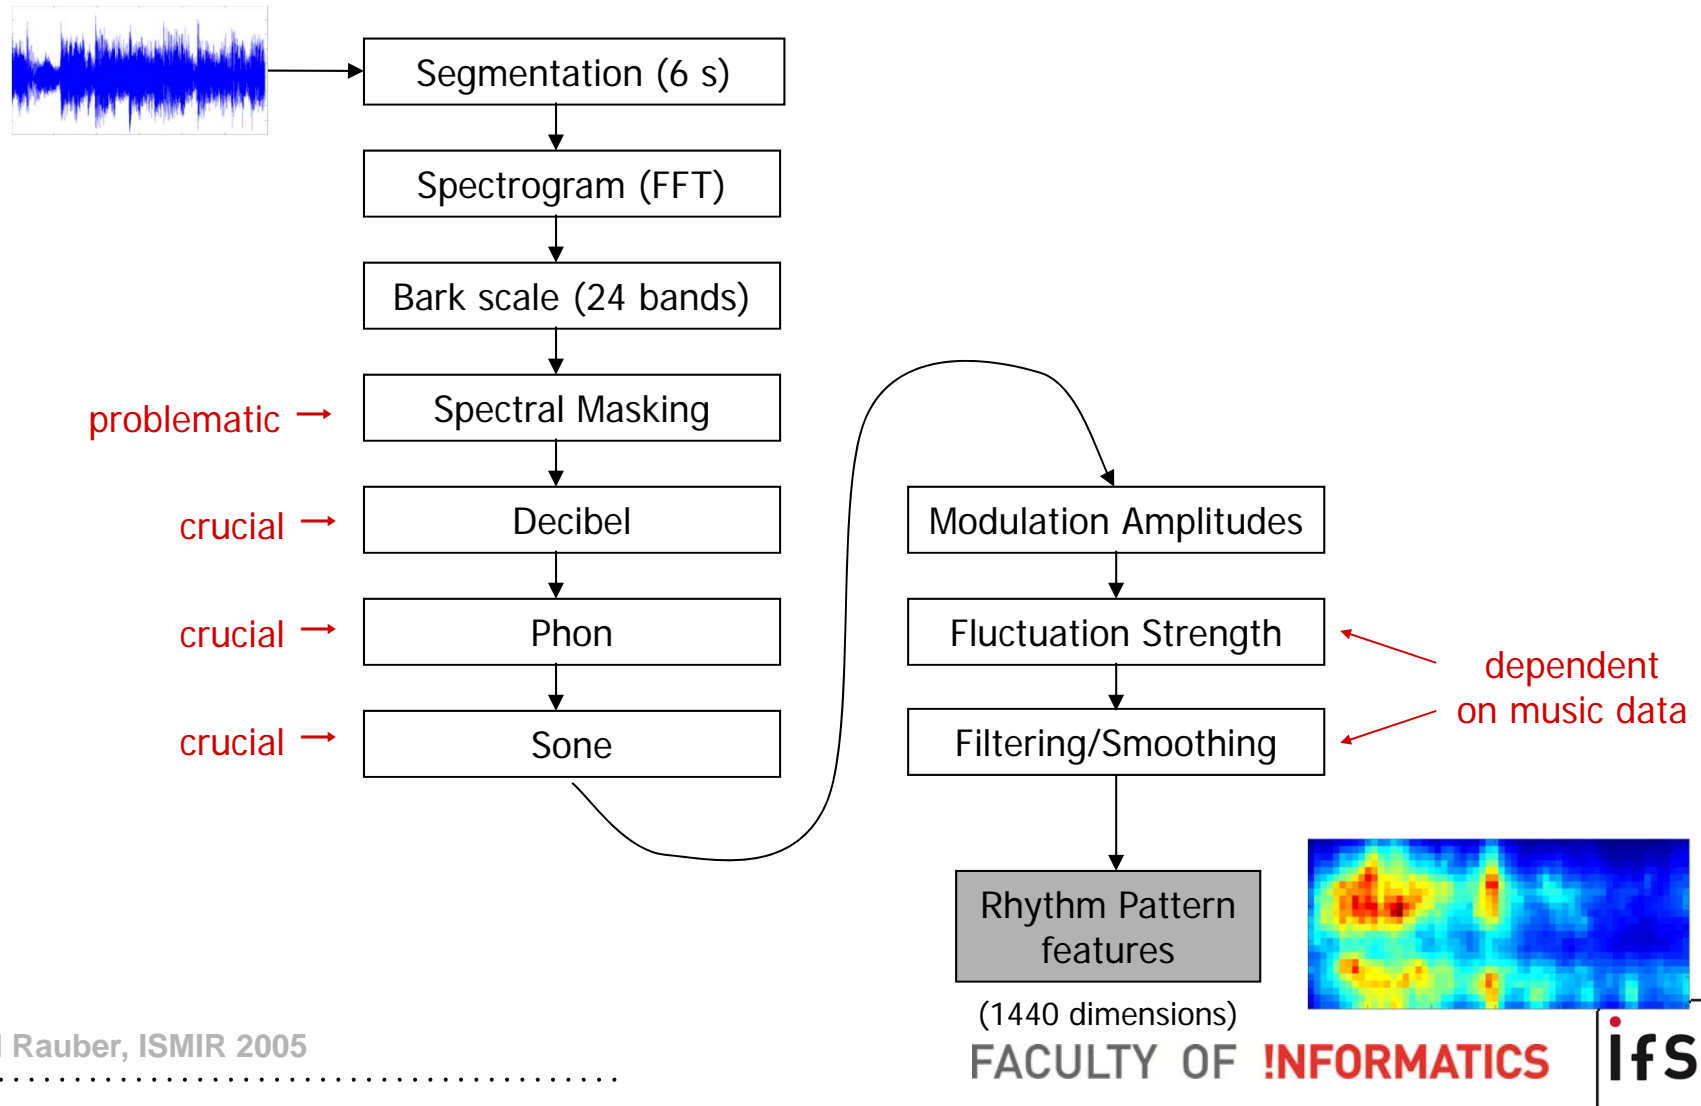 Segmentation (6 s)
Spectrogram (FFT)
Bark scale (24 bands)
problematic →
Spectral Masking
crucial →
Decibel
crucial →
Phon
crucial →
Sone
Modulation Amplitudes
Fluctuation Strength
dependent
on music data
Filtering/Smoothing
Rhythm Pattern
features
(1440 dimensions)
Rauber, ISMIR 2005
FACULTY OF !NFORMATICS
ifs